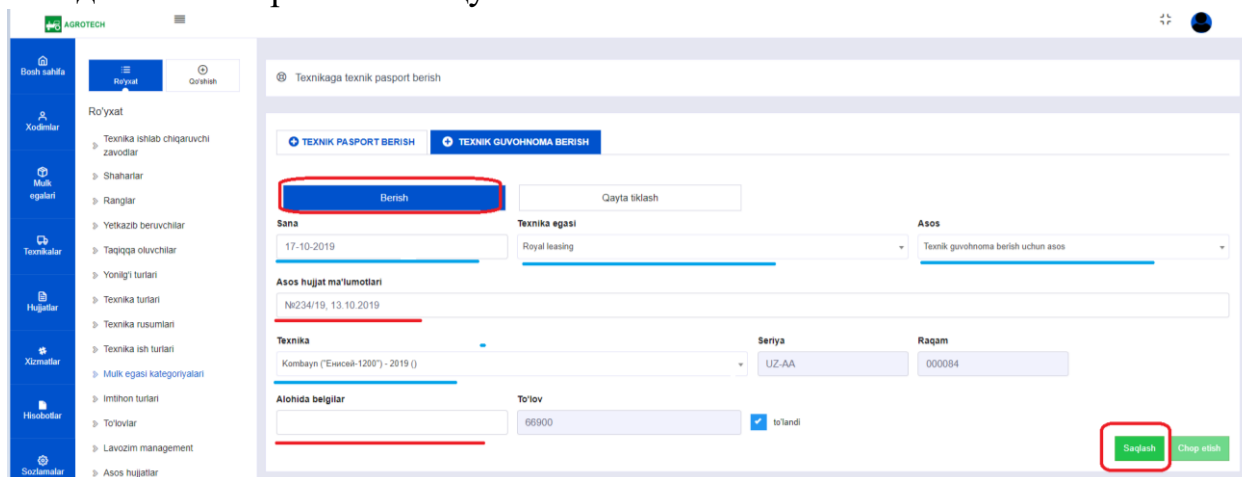 AGROTECH
Bosh sahifa
Xodimlar
Mulk
egalari
Texnikalar
Hujjatlar
Xizmatlar
Hisobotlar
Sozlamalar
Ro'yxat
Qo'shish
Ro'yxat
Texnika ishlab chiqaruvchi
zavodlar
Shaharlar
Ranglar
Yetkazib beruvchilar
Taqiqqa oluvchilar
Yonilg'i turlari
Texnika turlari
Texnika rusumlari
Texnika ish turlari
Mulk egasi kategoriyalari
Imtihon turlari
To'lovlar
Lavozim management
Asos hujjatlar
Texnikaga texnik pasport berish
TEXNIK PASPORT BERISH
TEXNIK GUVOHNOMA BERISH
Berish
Qayta tiklash
Sana
Texnika egasi
Asos
17-10-2019
Royal leasing
Texnik guvohnoma berish uchun asos
Asos hujjat ma'lumotlari
№234/19, 13.10.2019
Texnika
Seriya
Raqam
Kombayn ("Енисей-1200") - 2019 ()
UZ-AA
000084
Alohida belgilar
To'lov
66900
to'landi
Saqlash
Chop etish